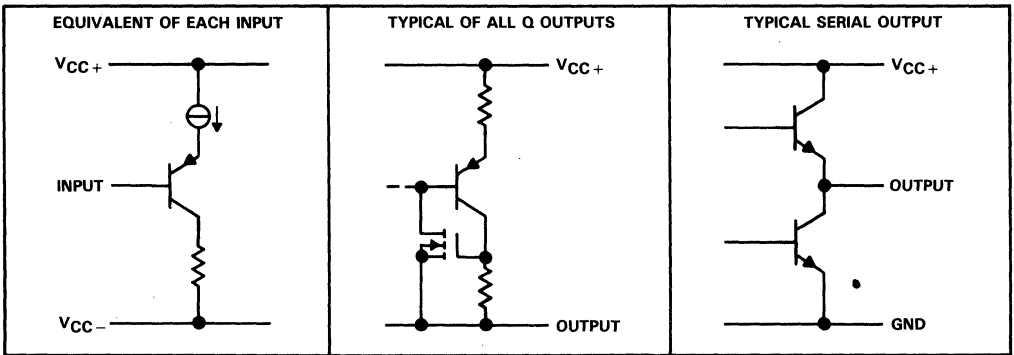 EQUIVALENT OF EACH INPUT
VCC+
INPUT
VCC−
TYPICAL OF ALL Q OUTPUTS
VCC+
OUTPUT
TYPICAL SERIAL OUTPUT
VCC+
OUTPUT
GND